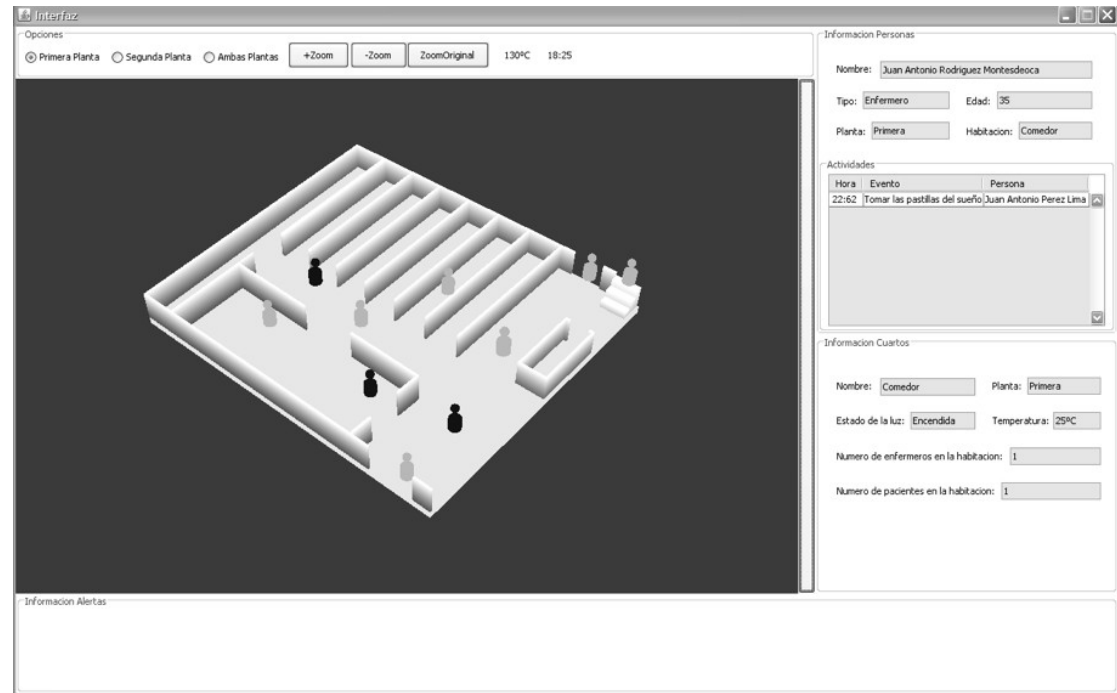 Interfaz
Opciones
Primera Planta Segunda Planta Ambas Plantas +Zoom -Zoom ZoomOriginal 130ºC 18:25
Informacion Personas
Nombre: Juan Antonio Rodriguez Montesdeoca
Tipo: Enfermero Edad: 35
Planta: Primera Habitacion: Comedor
Actividades
Hora Evento Persona
22:62 Tomar las pastillas del sueño Juan Antonio Perez Lima
Informacion Cuartos
Nombre: Comedor Planta: Primera
Estado de la luz: Encendida Temperatura: 25ºC
Numero de enfermeros en la habitacion: 1
Numero de pacientes en la habitacion: 1
Informacion Alertas